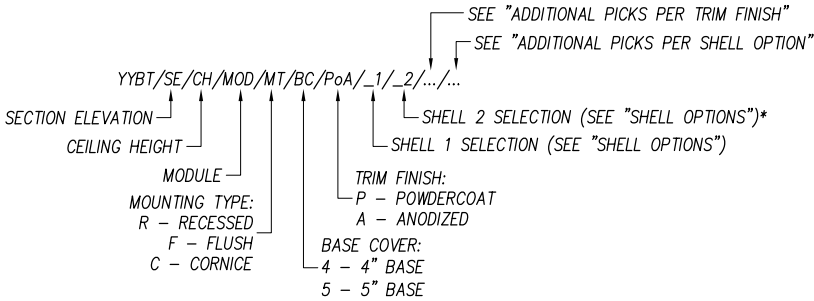 SEE "ADDITIONAL PICKS PER TRIM FINISH"
SEE "ADDITIONAL PICKS PER SHELL OPTION"
YYBT/SE/CH/MOD/MT/BC/PoA/_1/_2/.../...
SECTION ELEVATION
SHELL 2 SELECTION (SEE "SHELL OPTIONS")*
CEILING HEIGHT
SHELL 1 SELECTION (SEE "SHELL OPTIONS")
MODULE
MOUNTING TYPE:
R – RECESSED
F – FLUSH
C – CORNICE
TRIM FINISH:
P – POWDERCOAT
A – ANODIZED
BASE COVER:
4 – 4" BASE
5 – 5" BASE